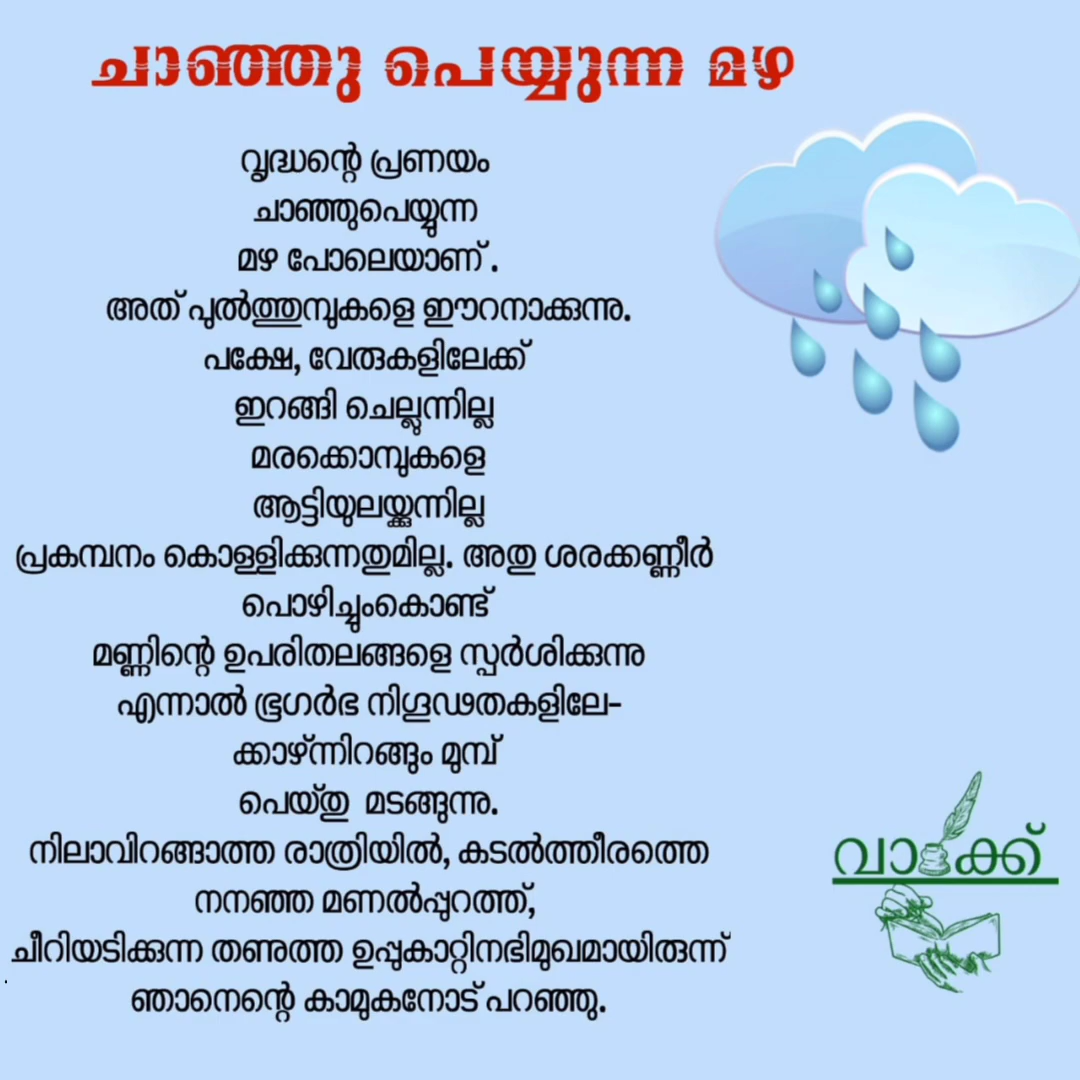 ചാഞ്ഞു പെയ്യുന്ന മഴ
വൃദ്ധന്റെ പ്രണയം
ചാഞ്ഞുപെയ്യുന്ന
മഴ പോലെയാണ്.
അത് പുൽത്തുമ്പുകളെ ഈറനാക്കുന്നു.
പക്ഷേ, വേരുകളിലേക്ക്
ഇറങ്ങി ചെല്ലുന്നില്ല
മരക്കൊമ്പുകളെ
ആട്ടിയുലയ്ക്കുന്നില്ല
പ്രകമ്പനം കൊള്ളിക്കുന്നതുമില്ല. അതു ശരക്കണ്ണീർ
പൊഴിച്ചുംകൊണ്ട്
മണ്ണിന്റെ ഉപരിതലങ്ങളെ സ്പർശിക്കുന്നു
എന്നാൽ ഭൂഗർഭ നിഗൂഢതകളിലേ-
ക്കാഴ്ന്നിറങ്ങും മുമ്പ്
പെയ്തു മടങ്ങുന്നു.
നിലാവിറങ്ങാത്ത രാത്രിയിൽ, കടൽത്തീരത്തെ
നനഞ്ഞ മണൽപ്പുറത്ത്,
ചീറിയടിക്കുന്ന തണുത്ത ഉപ്പുകാറ്റിനഭിമുഖമായിരുന്ന്
ഞാനെന്റെ കാമുകനോട് പറഞ്ഞു.
വാക്ക്